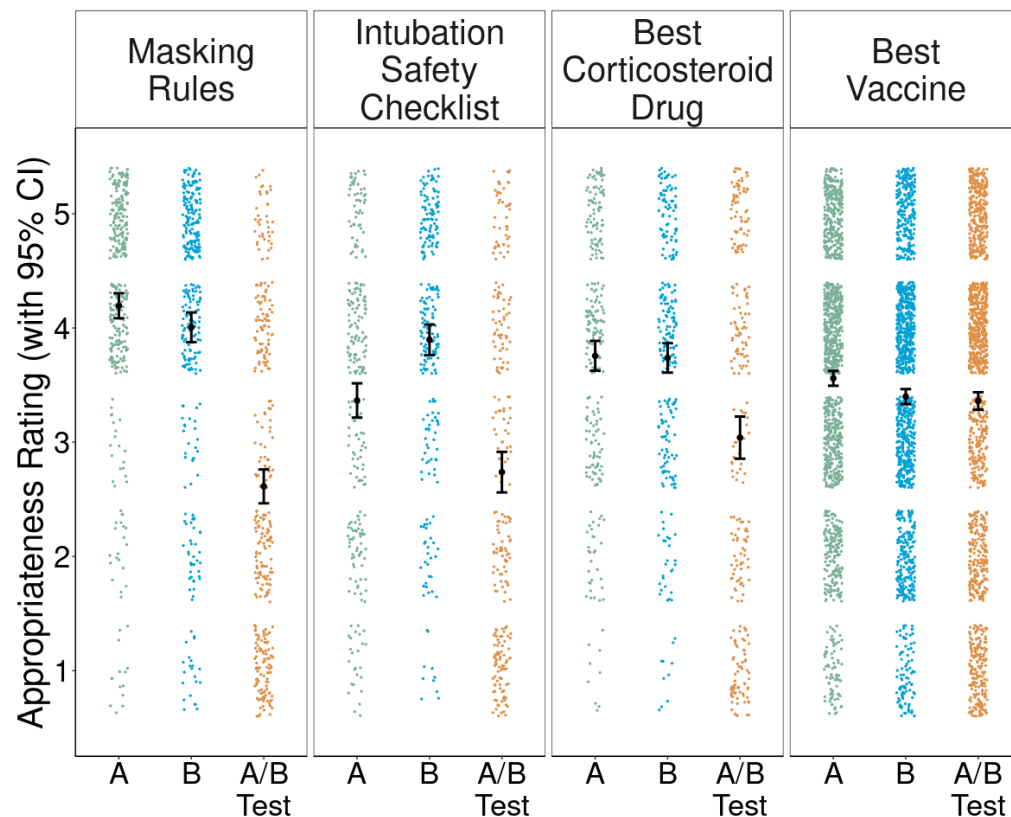 Masking
Rules
Intubation
Safety
Checklist
Best
Corticosteroid
Drug
Best
Vaccine
Appropriateness Rating (with 95% CI)
5
4
3
2
1
A
B
A/B
Test
A
B
A/B
Test
A
B
A/B
Test
A
B
A/B
Test